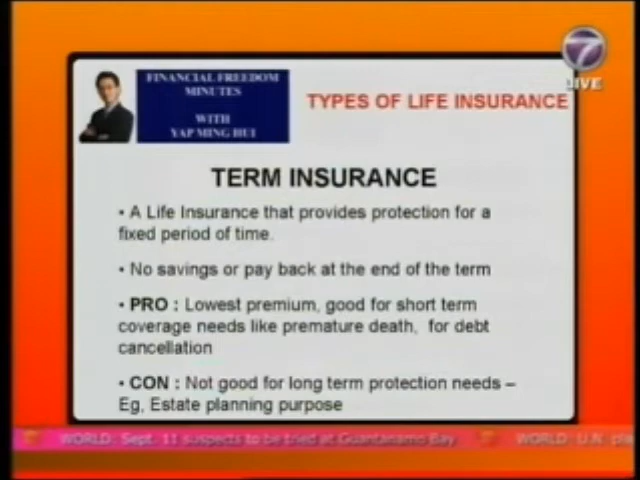 FINANCIAL FREEDOM
MINUTES
WITH
YAP MING HUI
7
LIVE
TYPES OF LIFE INSURANCE
TERM INSURANCE
• A Life Insurance that provides protection for a
fixed period of time.
• No savings or pay back at the end of the term
• PRO : Lowest premium, good for short term
coverage needs like premature death, for debt
cancellation
• CON : Not good for long term protection needs –
Eg, Estate planning purpose
WORLD: Sept. 11 suspects to be tried at Guantanamo Bay WORLD: U.N.